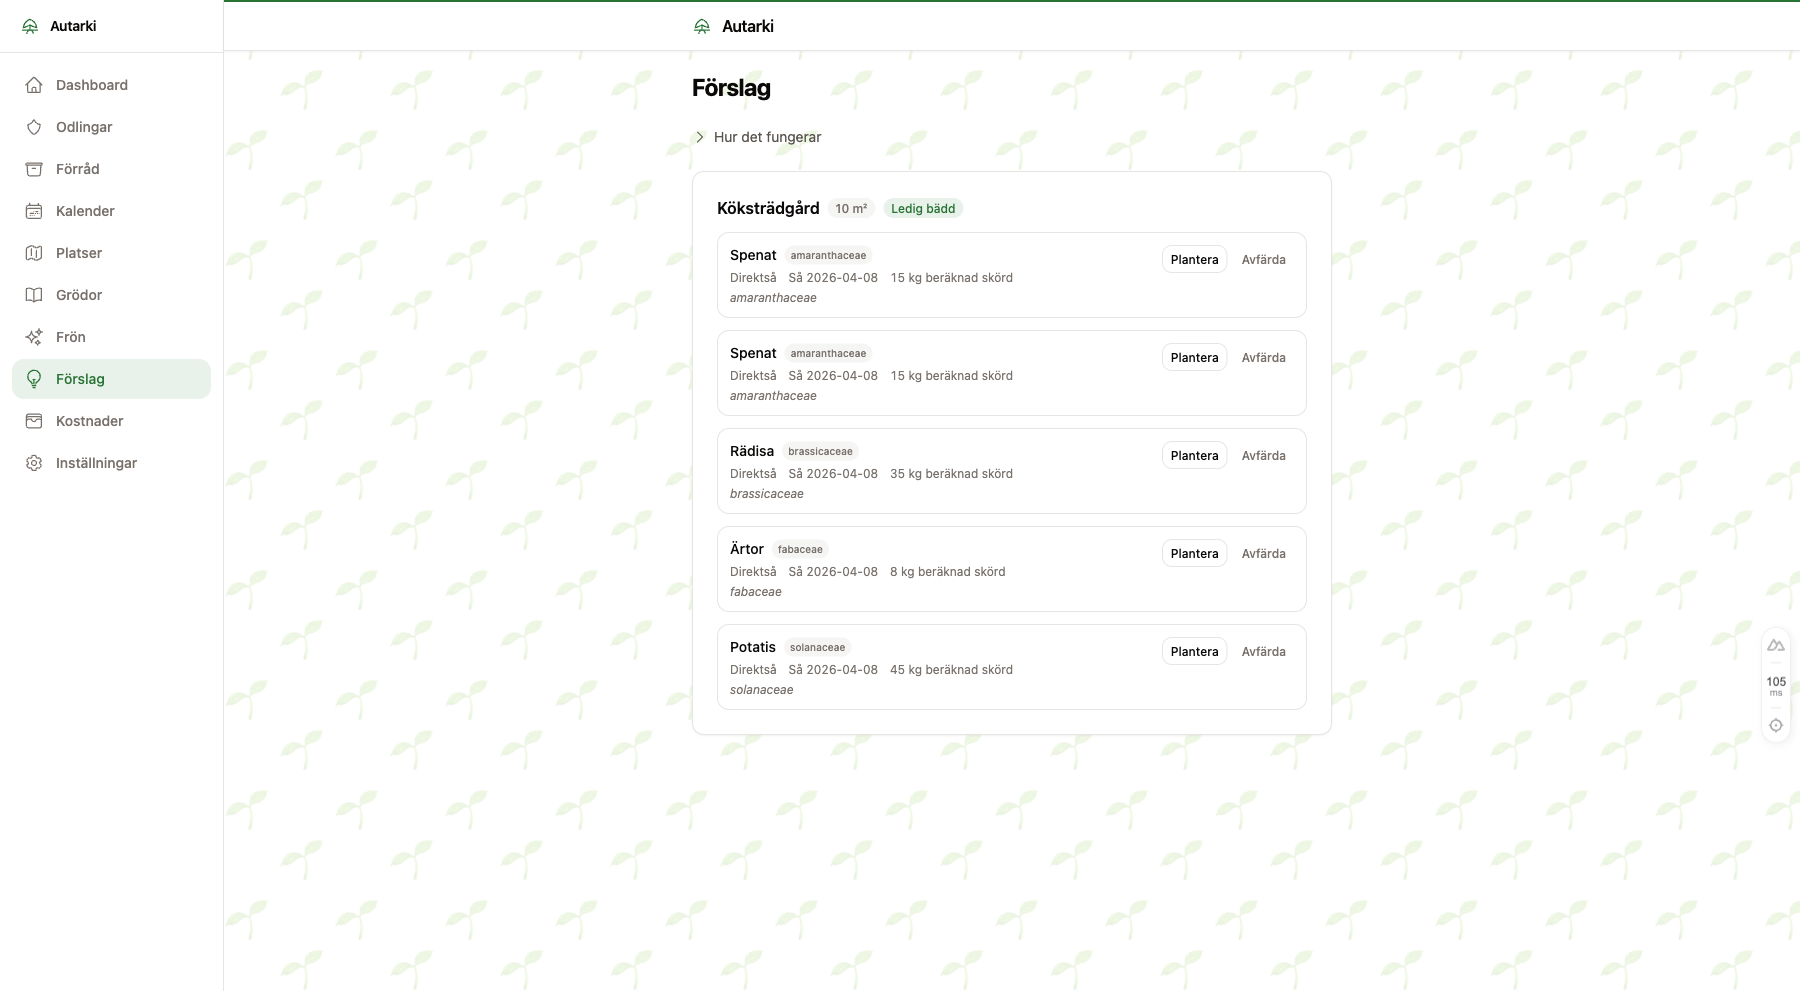 Autarki
Dashboard
Odlingar
Förråd
Kalender
Platser
Grödor
Frön
Förslag
Kostnader
Inställningar
Autarki
Förslag
Hur det fungerar
Köksträdgård 10 m² Ledig bädd
Spenat amaranthaceae Plantera Avfärda
Direktså Så 2026-04-08 15 kg beräknad skörd
amaranthaceae
Spenat amaranthaceae Plantera Avfärda
Direktså Så 2026-04-08 15 kg beräknad skörd
amaranthaceae
Rädisa brassicaceae Plantera Avfärda
Direktså Så 2026-04-08 35 kg beräknad skörd
brassicaceae
Ärtor fabaceae Plantera Avfärda
Direktså Så 2026-04-08 8 kg beräknad skörd
fabaceae
Potatis solanaceae Plantera Avfärda
Direktså Så 2026-04-08 45 kg beräknad skörd
solanaceae
105
ms